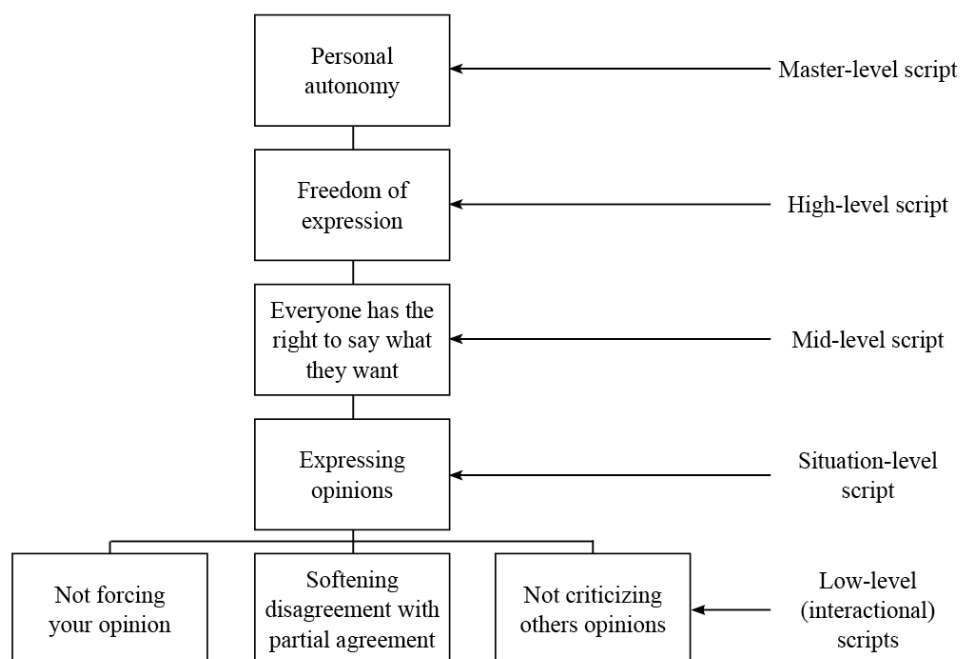 Personal
autonomy
Master-level script
Freedom of
expression
High-level script
Everyone has the
right to say what
they want
Mid-level script
Expressing
opinions
Situation-level
script
Not forcing
your opinion
Softening
disagreement with
partial agreement
Not criticizing
others opinions
Low-level
(interactional)
scripts